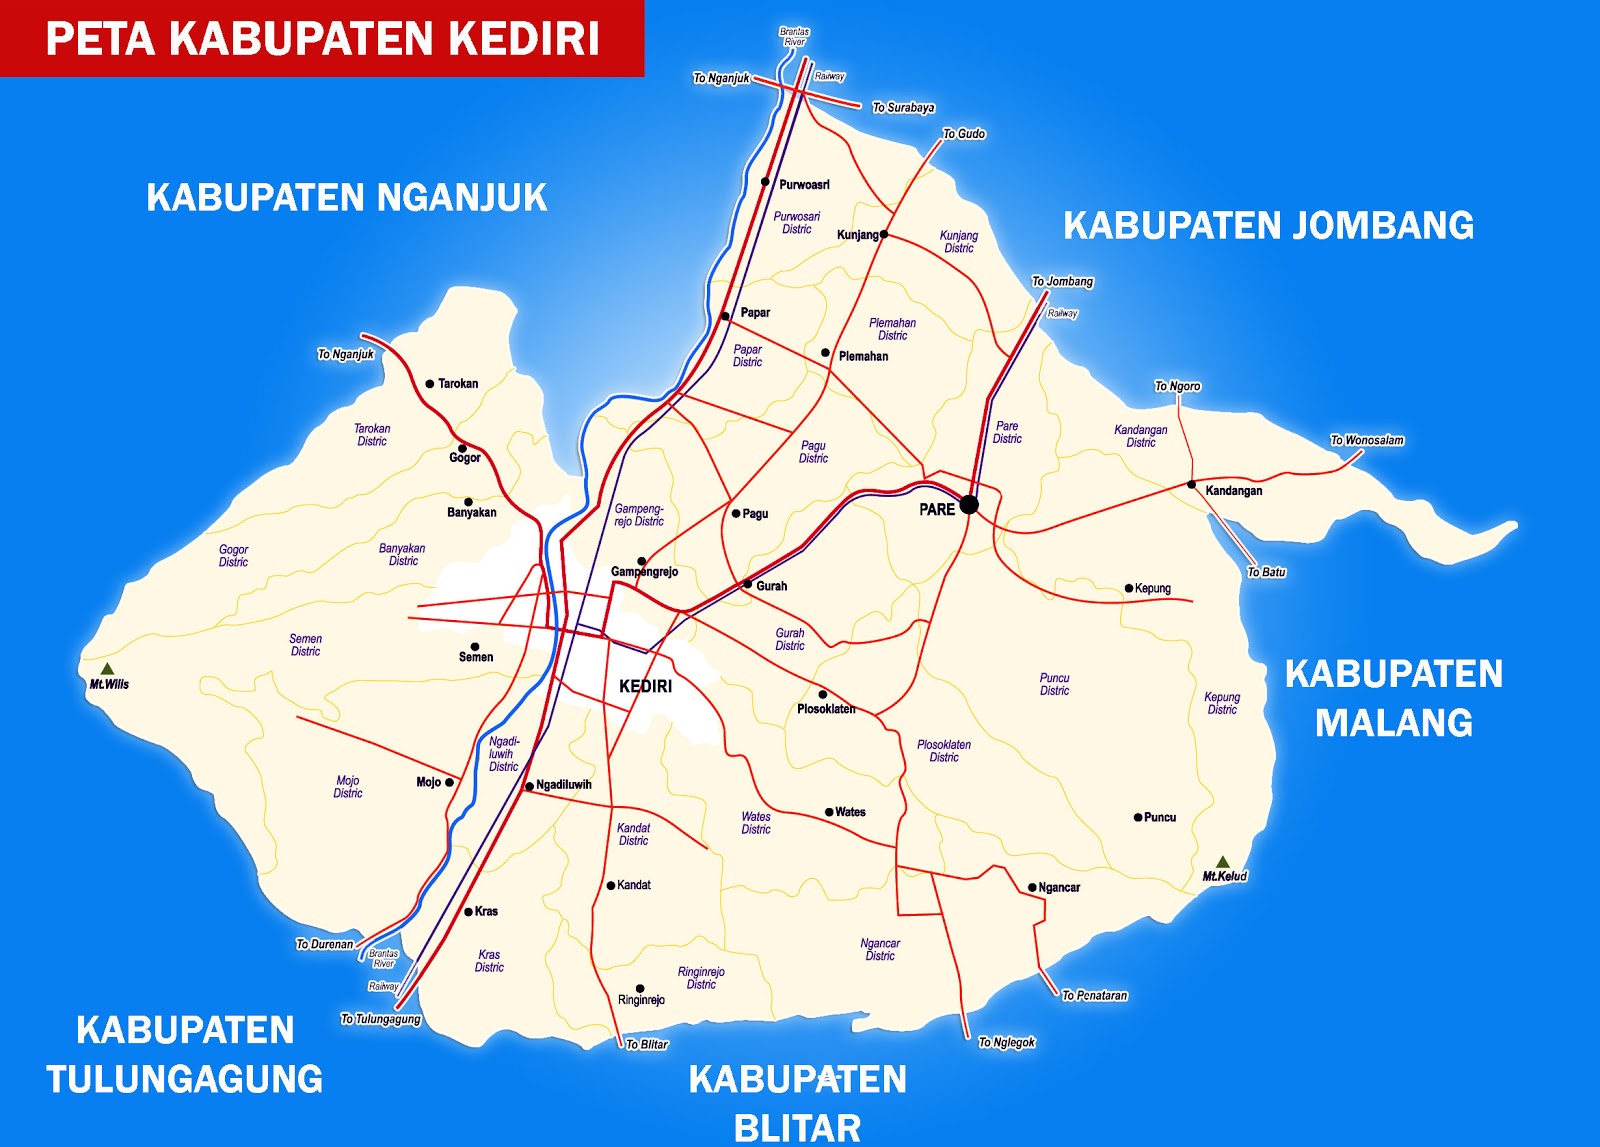 PETA KABUPATEN KEDIRI
Brantas
River
To Nganjuk
Railway
To Surabaya
To Gudo
KABUPATEN NGANJUK
Purwoasri
Purwosari
Distric
Kunjang
Kunjang
Distric
KABUPATEN JOMBANG
To Jombang
Railway
Papar
Plemahan
Distric
Papar
Distric
Plemahan
To Nganjuk
Tarokan
To Ngoro
Tarokan
Distric
Gogor
Pagu
Distric
Pare
Distric
Kandangan
Distric
To Wonosalam
Kandangan
Banyakan
Gampeng-
rejo Distric
Pagu
PARE
Gogor
Distric
Banyakan
Distric
Gampengrejo
Gurah
To Batu
Kepung
Semen
Distric
Semen
Gurah
Distric
Mt.Wilis
KEDIRI
Plosoklaten
Puncu
Distric
Kepung
Distric
KABUPATEN
MALANG
Ngadi-
luwih
Distric
Plosoklaten
Distric
Mojo
Distric
Mojo
Ngadiluwih
Kandat
Distric
Wates
Distric
Wates
Puncu
Mt.Kelud
Kandat
Ngancar
Kras
To Durenan
Brantas
River
Kras
Distric
Ngancar
Distric
Railway
Ringinrejo
Distric
Ringinrejo
To Penataran
To Tulungagung
To Blitar
To Nglegok
KABUPATEN
TULUNGAGUNG
KABUPATEN
BLITAR